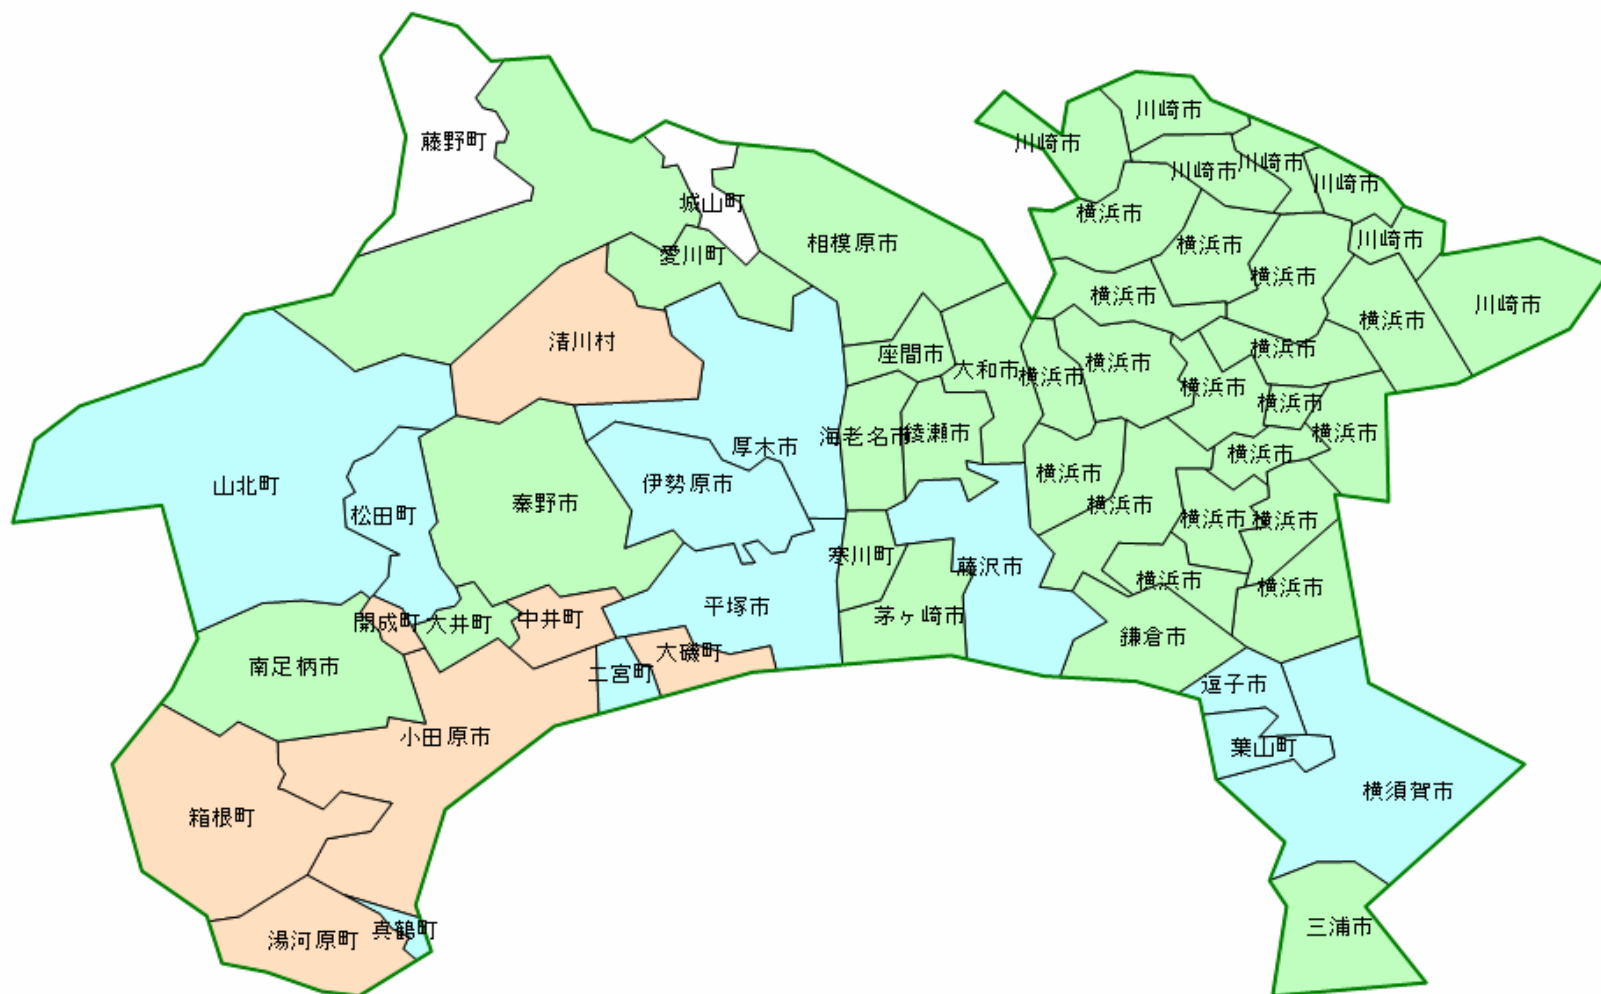 川崎市
藤野町
川崎市
川崎市
川崎市
川崎市
城山町
横浜市
相模原市
横浜市
川崎市
愛川町
横浜市
横浜市
川崎市
横浜市
清川村
座間市
大和市
横浜市
横浜市
横浜市
横浜市
横浜市
海老名市
綾瀬市
横浜市
厚木市
横浜市
伊勢原市
横浜市
山北町
松田町
秦野市
横浜市
横浜市
横浜市
寒川町
藤沢市
横浜市
横浜市
平塚市
茅ヶ崎市
開成町
大井町
中井町
鎌倉市
大磯町
南足柄市
二宮町
逗子市
小田原市
葉山町
横須賀市
箱根町
三浦市
真鶴町
湯河原町